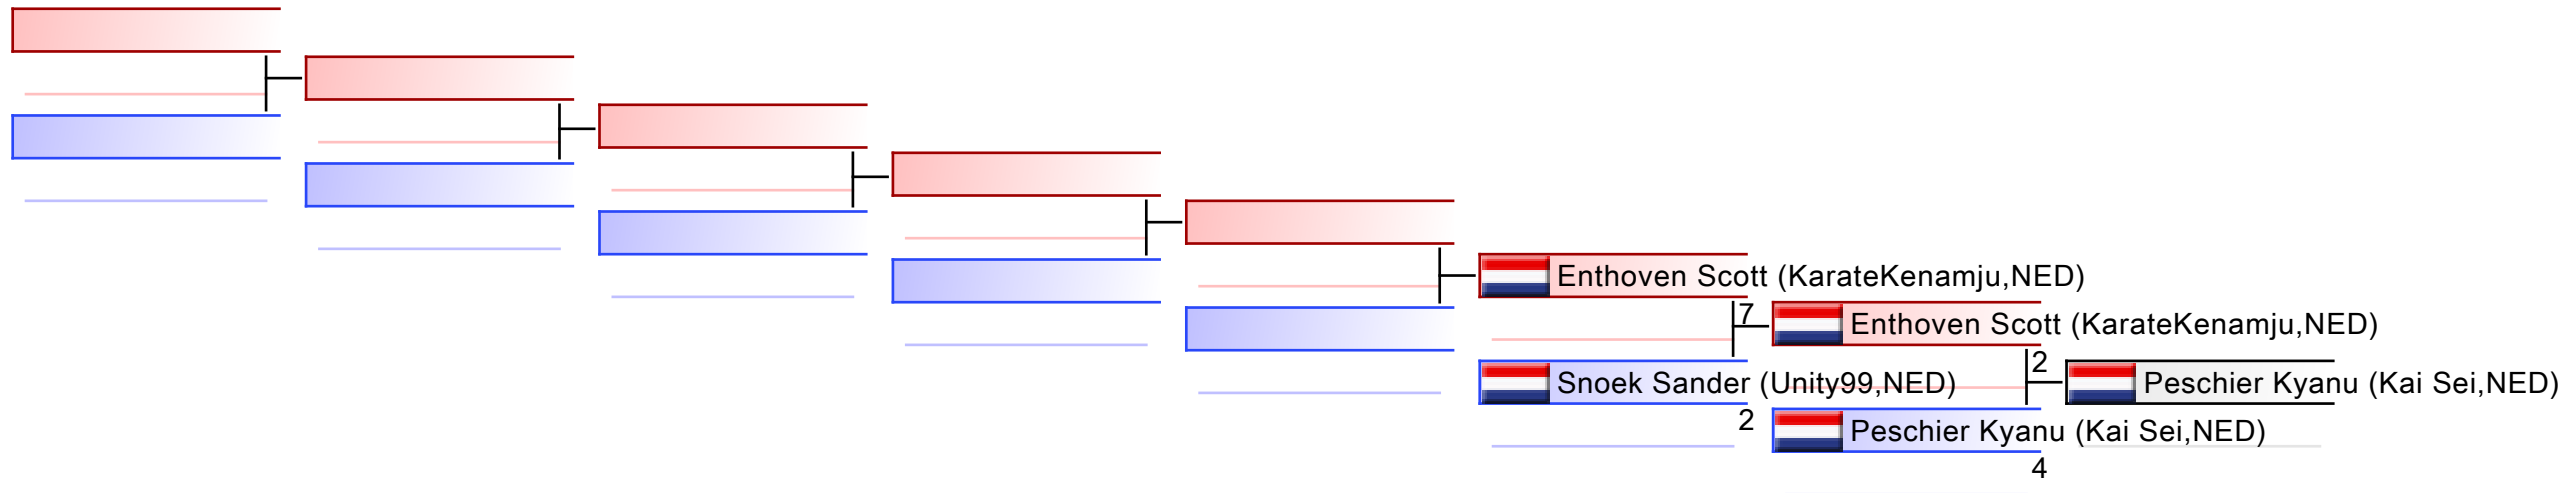 Enthoven Scott (KarateKenamju,NED)
7
Enthoven Scott (KarateKenamju,NED)
2
Snoek Sander (Unity99,NED)
Peschier Kyanu (Kai Sei,NED)
2
Peschier Kyanu (Kai Sei,NED)
4